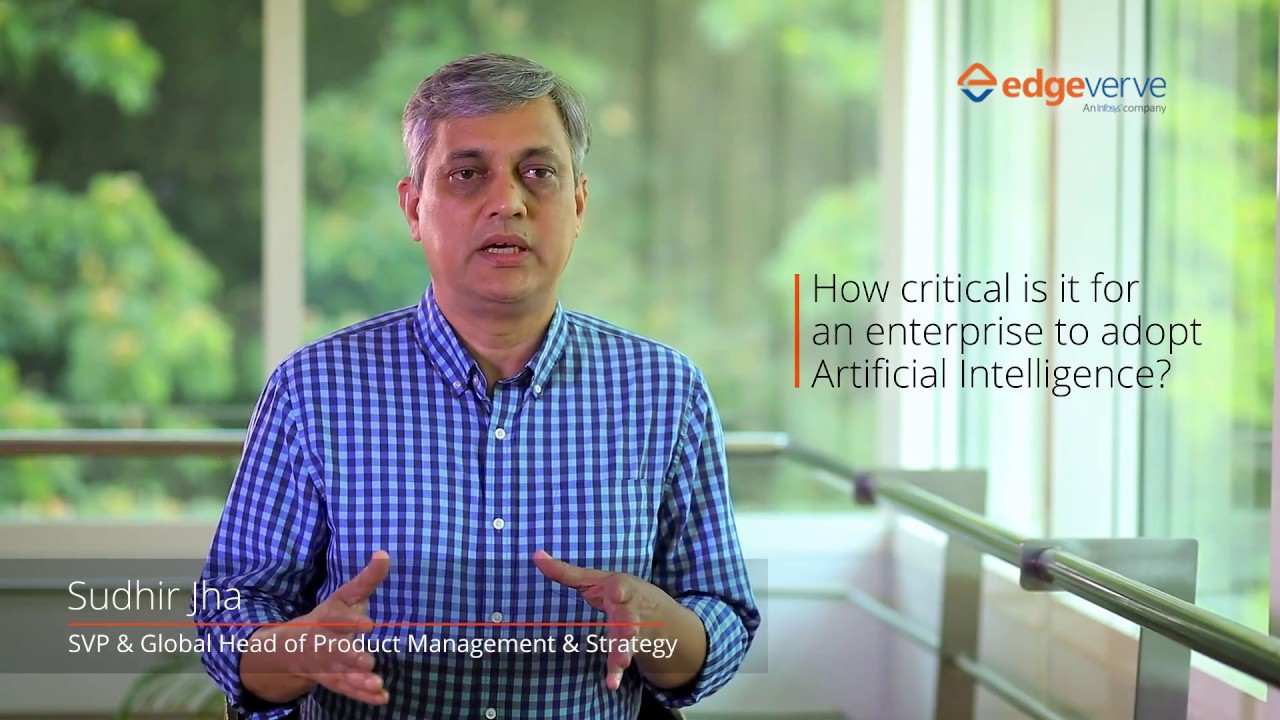 edgeverve
An Infosys company
How critical is it for
an enterprise to adopt
Artificial Intelligence?
Sudhir Jha
SVP & Global Head of Product Management & Strategy